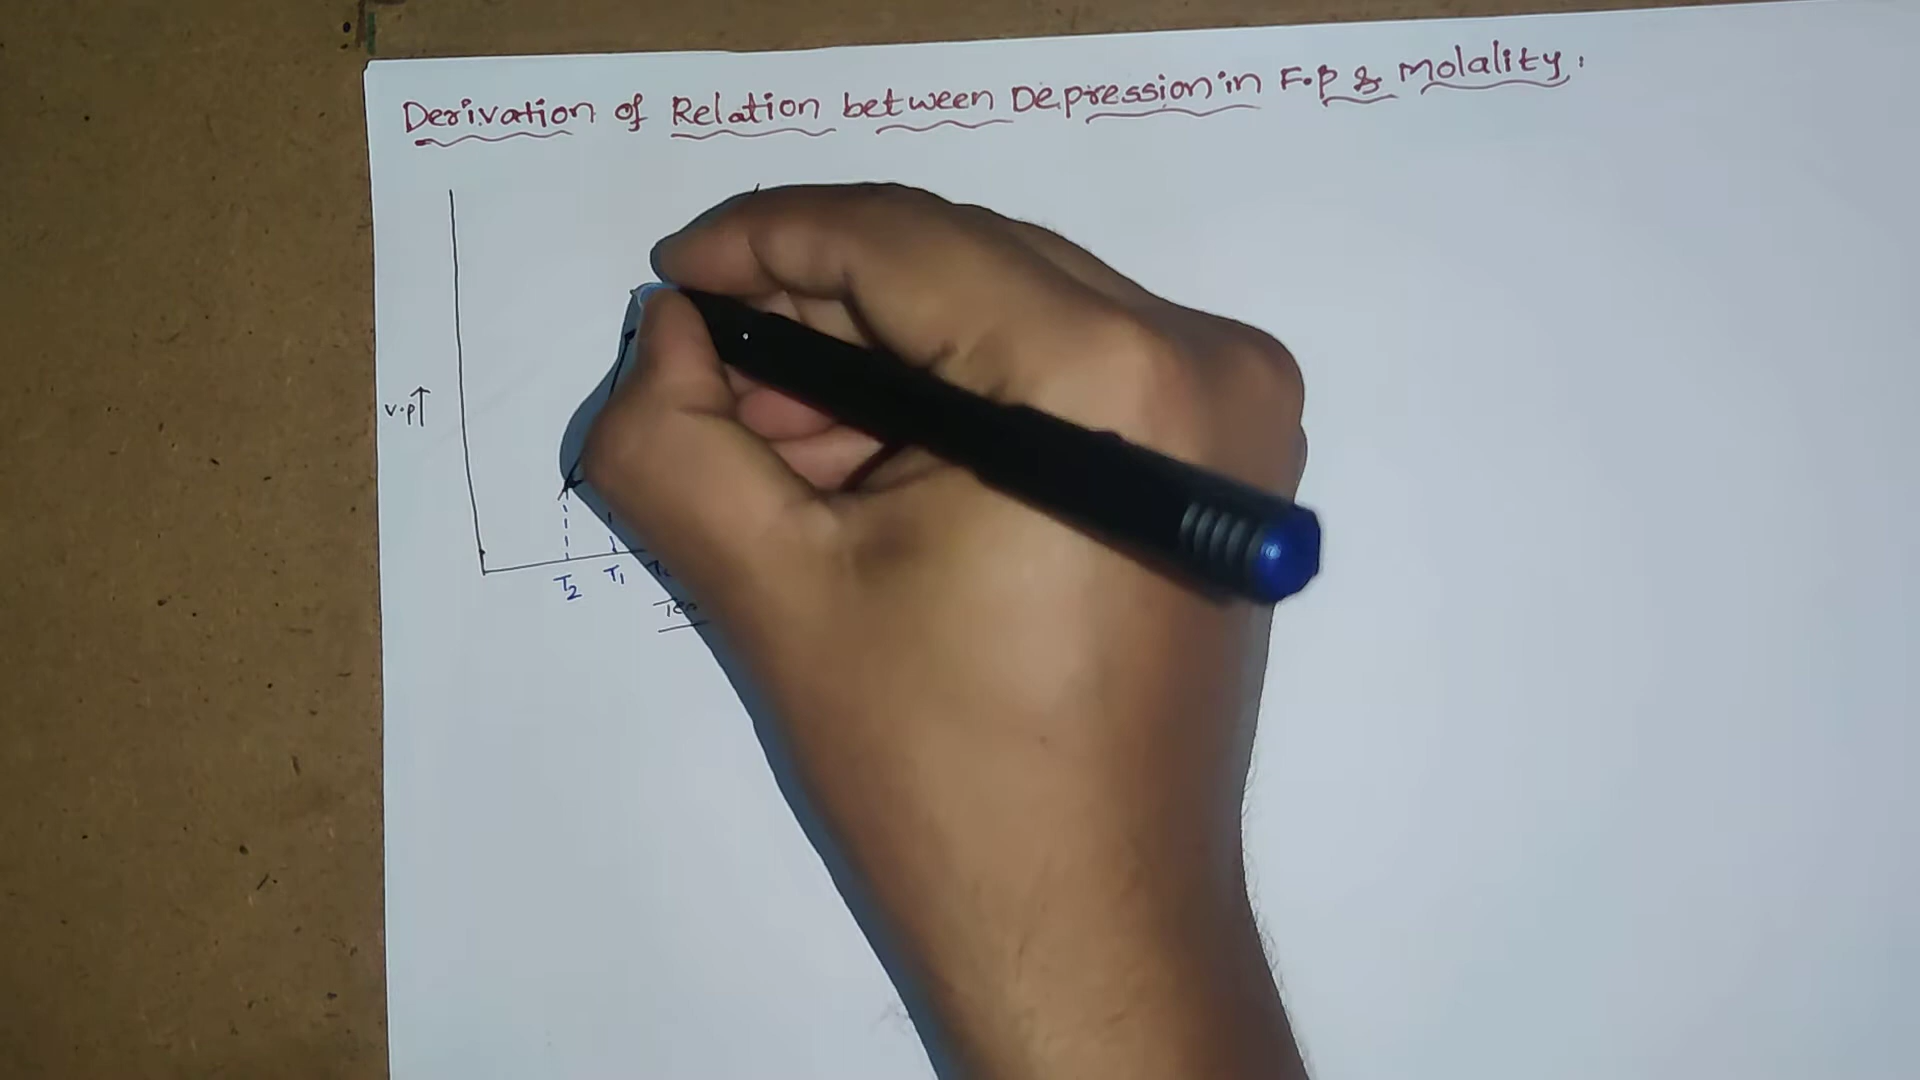 Derivation of Relation between Depression in F.p & Molality.
V.p↑
T2 T1